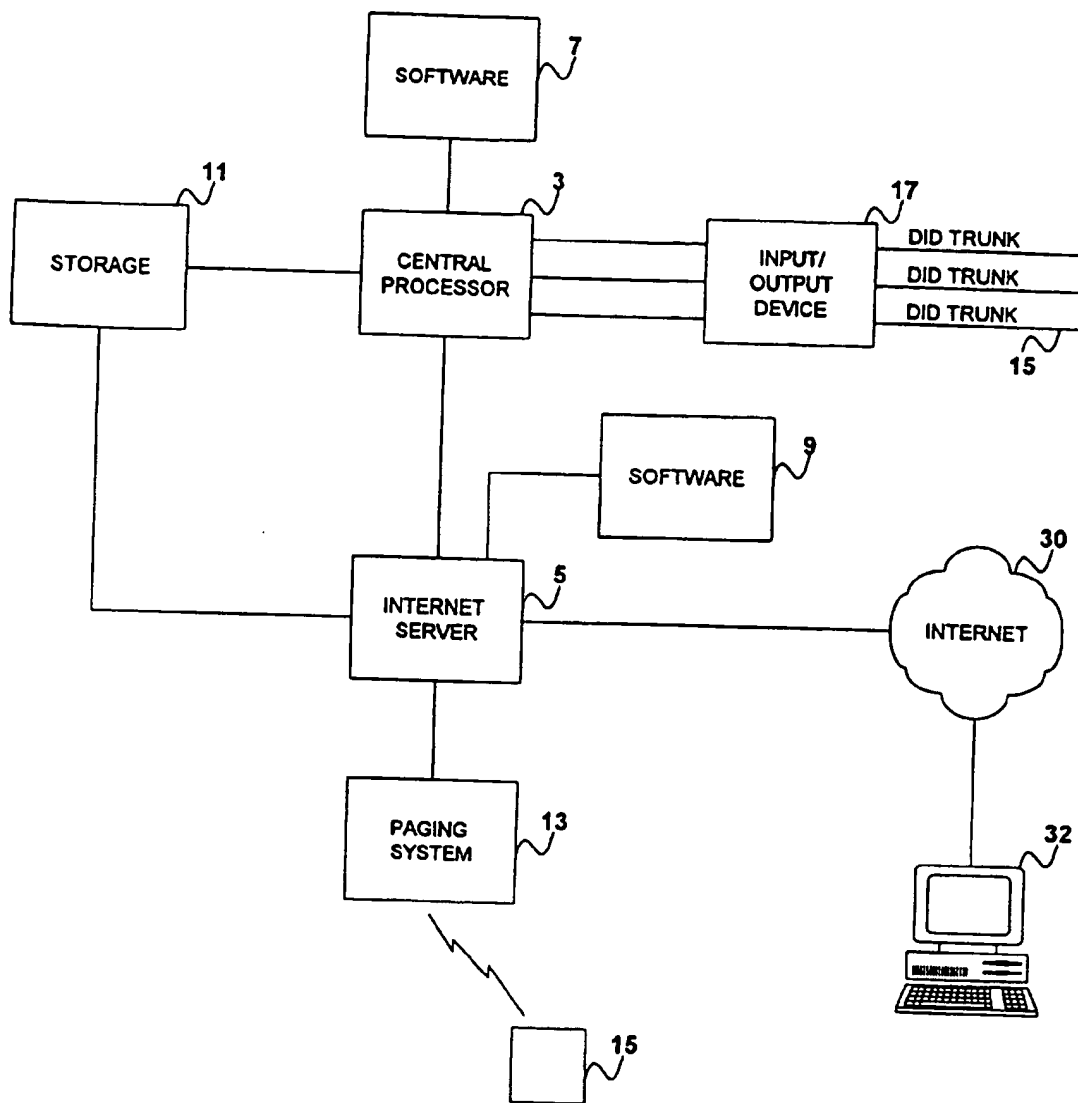 7
SOFTWARE
11
STORAGE
3
CENTRAL
PROCESSOR
17
INPUT/
OUTPUT
DEVICE
DID TRUNK
DID TRUNK
DID TRUNK
15
9
SOFTWARE
5
INTERNET
SERVER
30
INTERNET
13
PAGING
SYSTEM
32
15